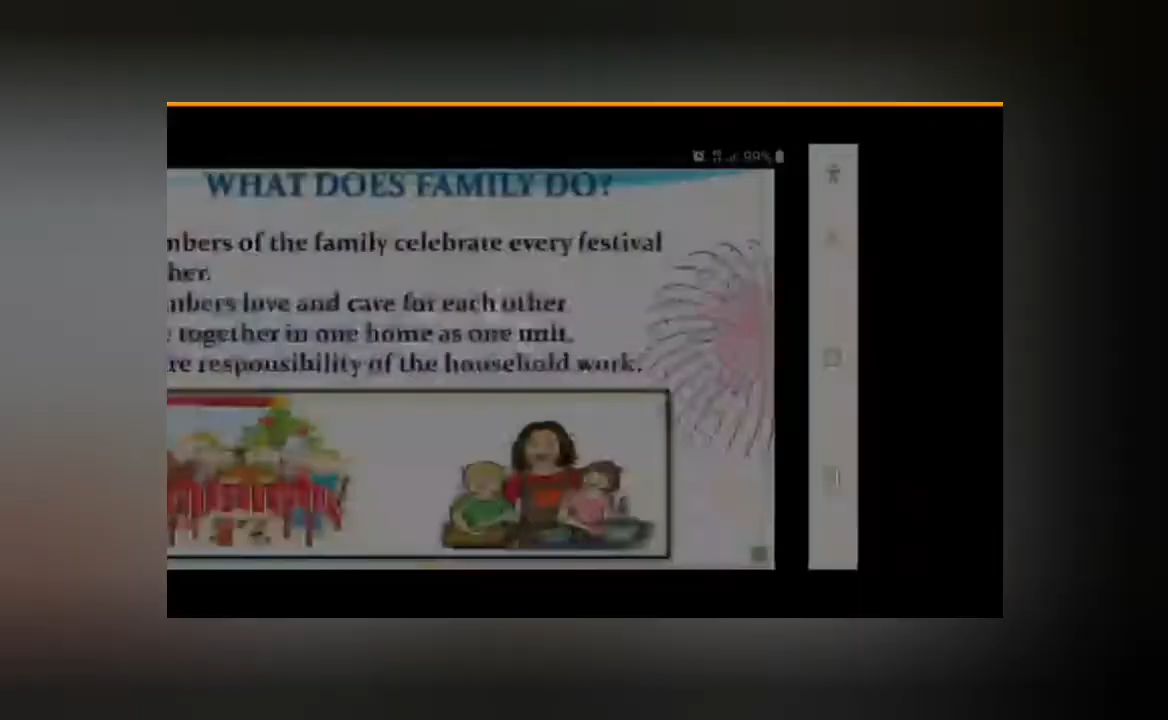 99%
WHAT DOES FAMILY DO?
mbers of the family celebrate every festival
her.
mbers love and care for each other
together in one home as one unit.
re responsibility of the household work.